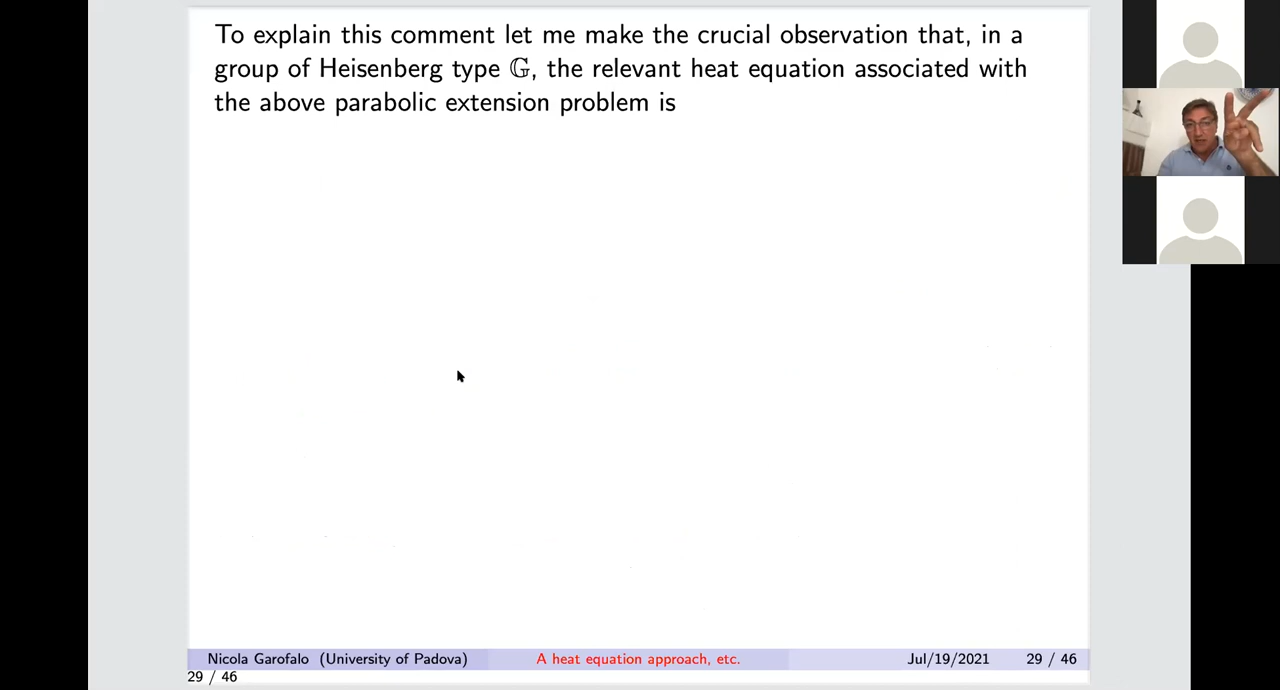 To explain this comment let me make the crucial observation that, in a
group of Heisenberg type 𝔾, the relevant heat equation associated with
the above parabolic extension problem is
Nicola Garofalo (University of Padova) A heat equation approach, etc. Jul/19/2021 29 / 46
29 / 46